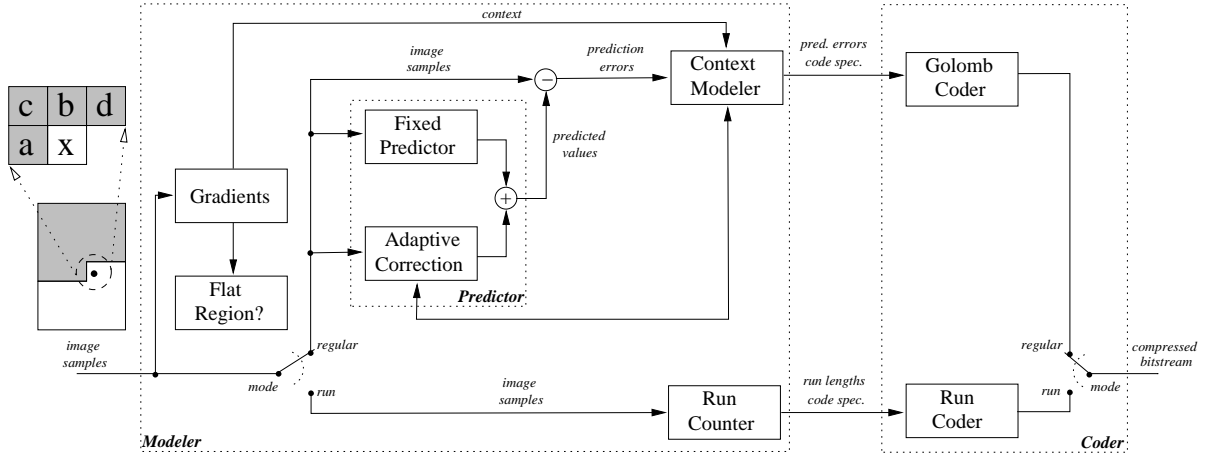 context
image
samples
prediction
errors
pred. errors
code spec.
Context
Modeler
Golomb
Coder
c b d
a x
Fixed
Predictor
−
predicted
values
Gradients
+
Adaptive
Correction
Flat
Region?
Predictor
image
samples
regular
mode
run
image
samples
Run
Counter
run lengths
code spec.
Run
Coder
regular
mode
run
compressed
bitstream
Modeler
Coder